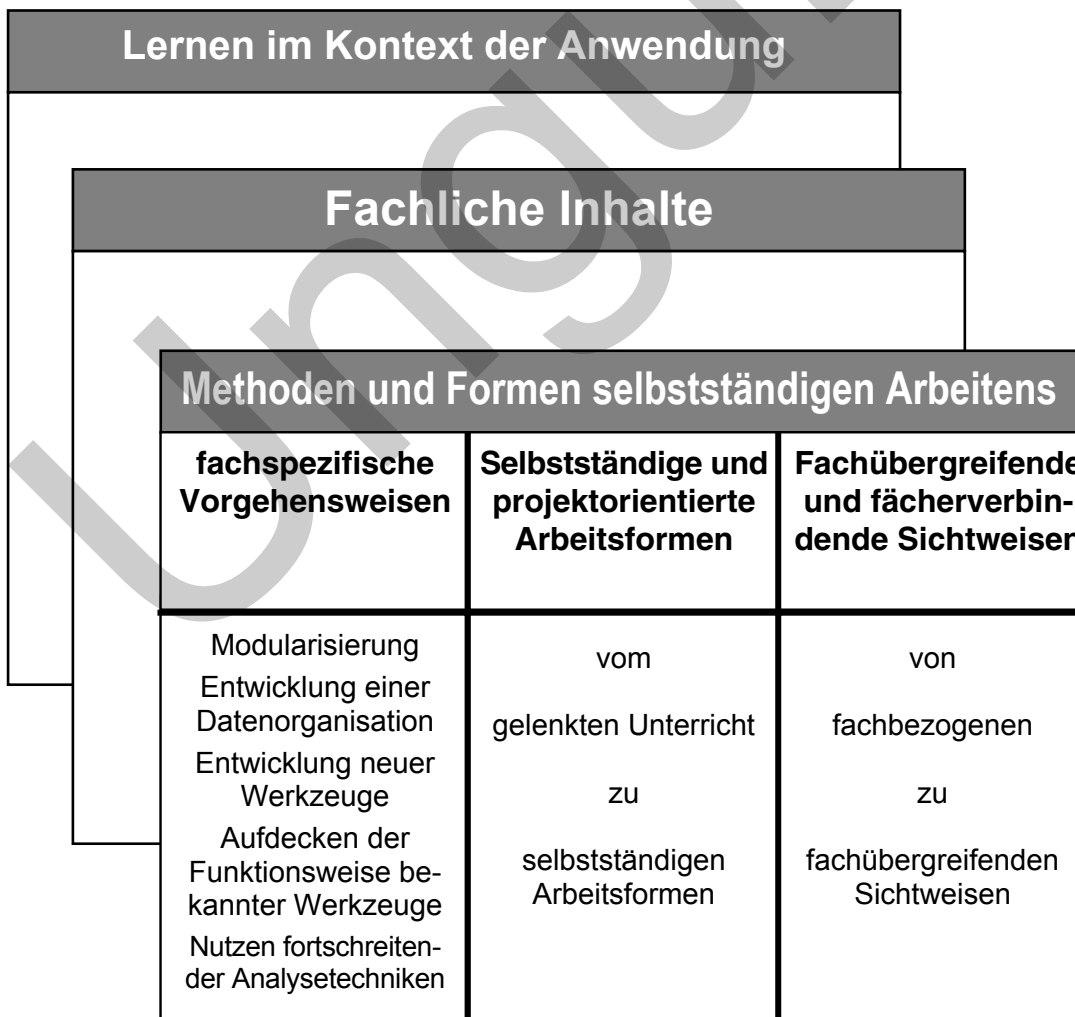 Lernen im Kontext der Anwendung
Fachliche Inhalte
Methoden und Formen selbstständigen Arbeitens
fachspezifische
Vorgehensweisen
Selbstständige und
projektorientierte
Arbeitsformen
Fachübergreifende
und fächerverbin-
dende Sichtweisen
Modularisierung
Entwicklung einer
Datenorganisation
Entwicklung neuer
Werkzeuge
Aufdecken der
Funktionsweise be-
kannter Werkzeuge
Nutzen fortschreiten-
der Analysetechniken
vom
gelenkten Unterricht
zu
selbstständigen
Arbeitsformen
von
fachbezogenen
zu
fachübergreifenden
Sichtweisen